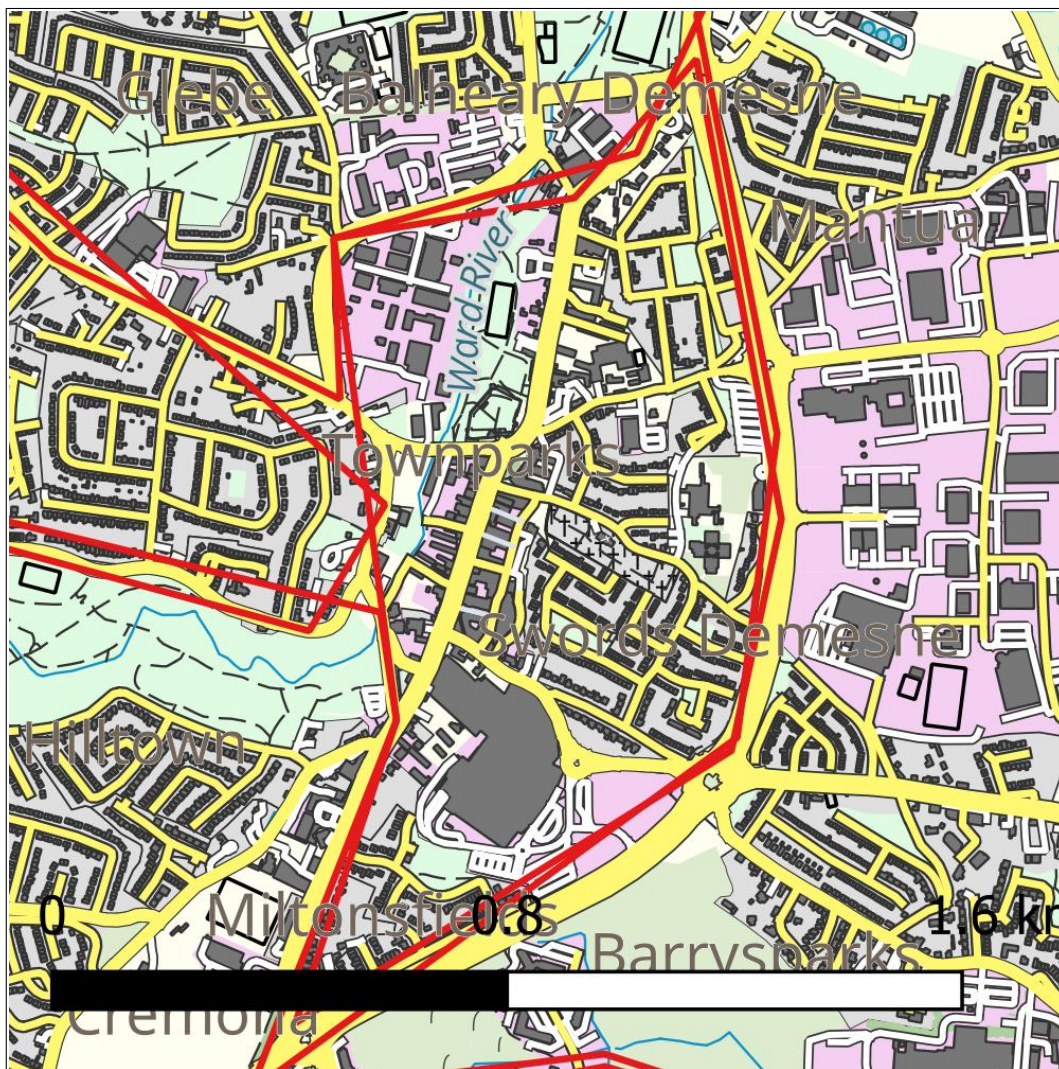 Glebe
Balheary Demesne
Mantua
Ward-River
Townparks
Swords Demesne
Hilltown
Miltonsfields
0
0.8
1.6 km
Barrysparks
Cremona